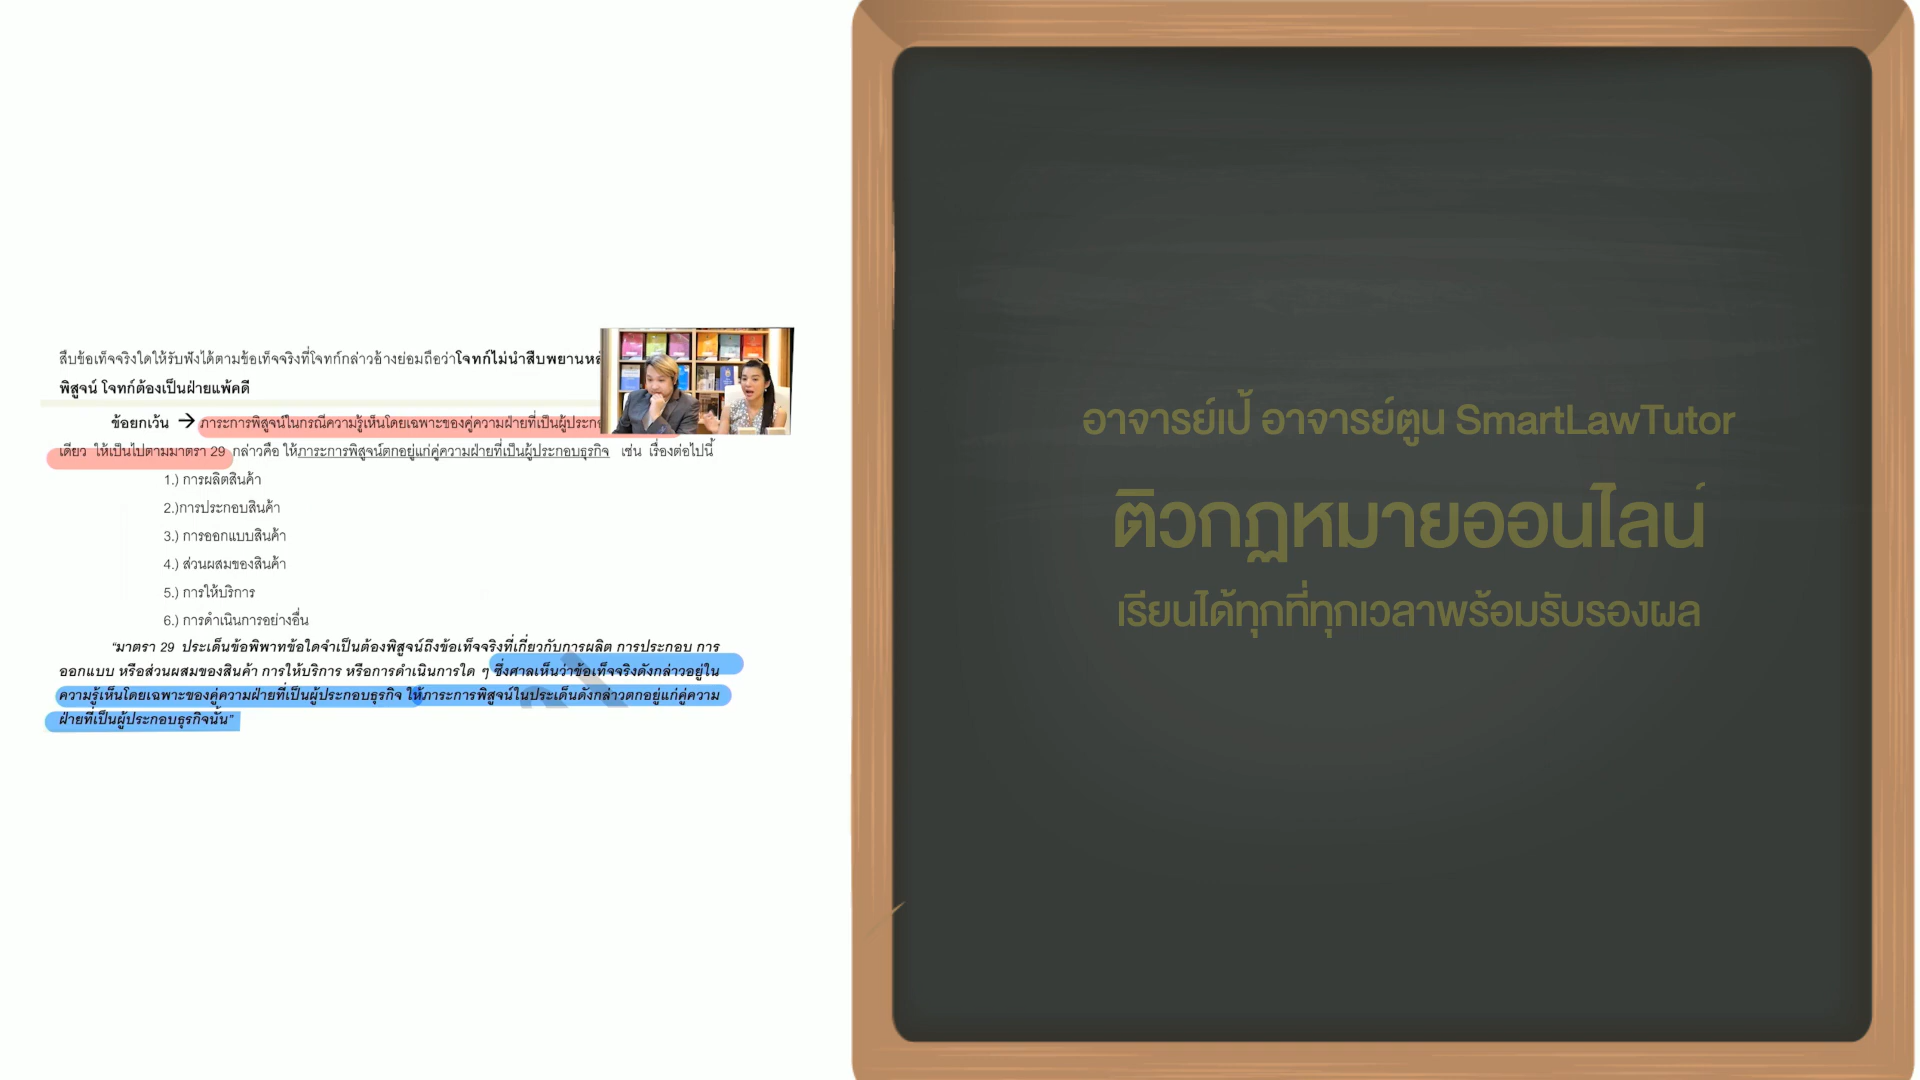 สืบข้อเท็จจริงใดให้รับฟังได้ตามข้อเท็จจริงที่โจทก์กล่าวอ้างย่อมถือว่าโจทก์ไม่นำสืบพยาน
พิสูจน์ โจทก์ต้องเป็นฝ่ายแพ้คดี
ข้อยกเว้น → ภาระการพิสูจน์ในกรณีความรู้เห็นโดยเฉพาะของคู่ความฝ่ายที่เป็น
เดียว ให้เป็นไปตามมาตรา 29 กล่าวคือ ให้ภาระการพิสูจน์ตกอยู่แก่คู่ความฝ่ายที่เป็นผู้ประกอบธุรกิจ เช่น เรื่องต่อไปนี้
1.) การผลิตสินค้า
2.)การประกอบสินค้า
3.) การออกแบบสินค้า
4.) ส่วนผสมของสินค้า
5.) การให้บริการ
6.) การดำเนินการอย่างอื่น
"มาตรา 29 ประเด็นข้อพิพาทข้อใดจำเป็นต้องพิสูจน์ถึงข้อเท็จจริงที่เกี่ยวกับการผลิต การประกอบ การ
ออกแบบ หรือส่วนผสมของสินค้า การให้บริการ หรือการดำเนินการใด ๆ ซึ่งศาลเห็นว่าข้อเท็จจริงดังกล่าวอยู่ใน
ความรู้เห็นโดยเฉพาะของคู่ความฝ่ายที่เป็นผู้ประกอบธุรกิจ ให้ภาระการพิสูจน์ในประเด็นดังกล่าวตกอยู่แก่คู่ความ
ฝ่ายที่เป็นผู้ประกอบธุรกิจนั้น"
อาจารย์เป้ อาจารย์ตูน SmartLawTutor
ติวกฎหมายออนไลน์
เรียนได้ทุกที่ทุกเวลาพร้อมรับรองผล